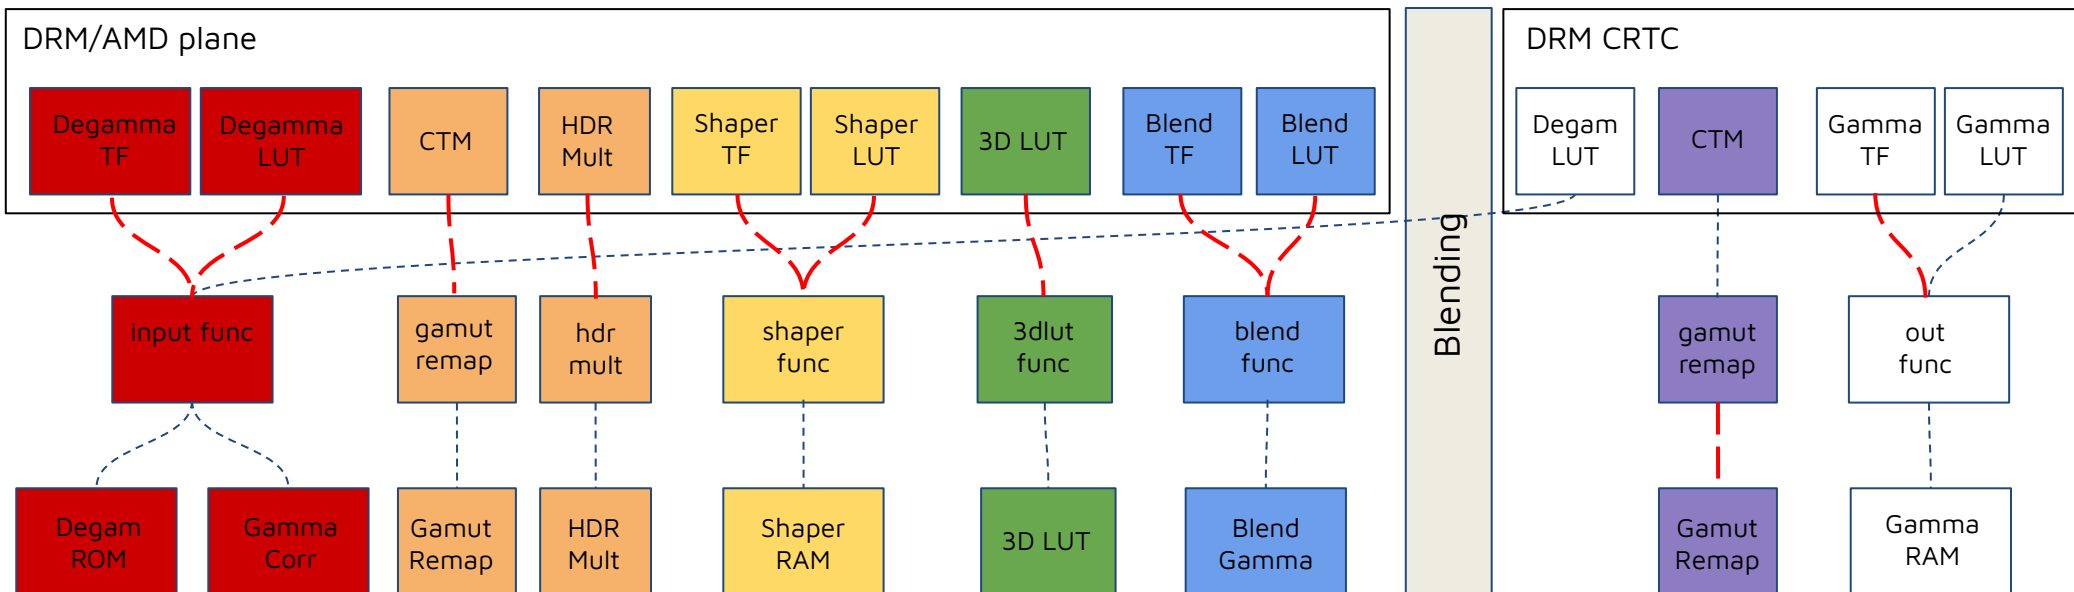 DRM/AMD plane
DRM CRTC
Degamma
TF
Degamma
LUT
CTM
HDR
Mult
Shaper
TF
Shaper
LUT
3D LUT
Blend
TF
Blend
LUT
Degam
LUT
CTM
Gamma
TF
Gamma
LUT
Blending
input func
gamut
remap
hdr
mult
shaper
func
3dlut
func
blend
func
gamut
remap
out
func
Degam
ROM
Gamma
Corr
Gamut
Remap
HDR
Mult
Shaper
RAM
3D LUT
Blend
Gamma
Gamut
Remap
Gamma
RAM